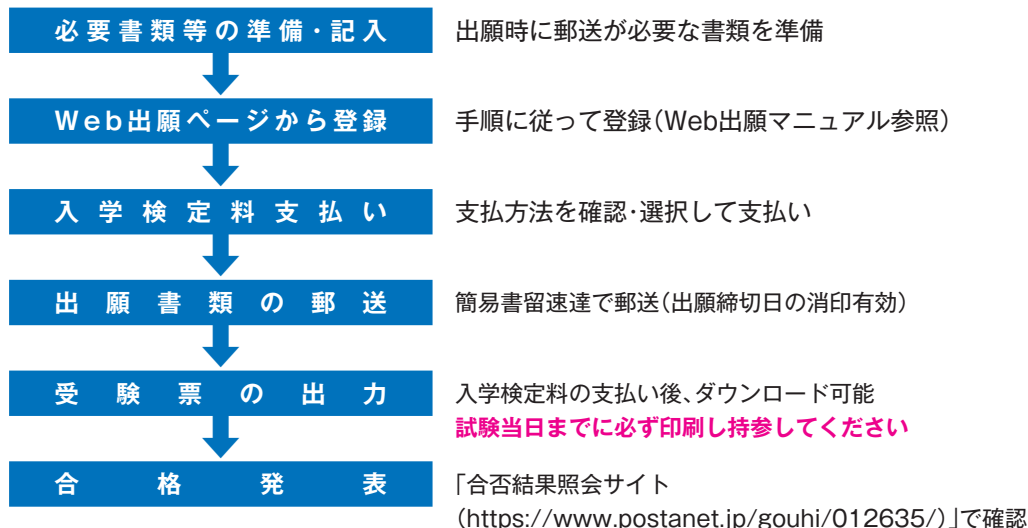 必要書類等の準備・記入
出願時に郵送が必要な書類を準備
Web出願ページから登録
手順に従って登録(Web出願マニュアル参照)
入学検定料支払い
支払方法を確認・選択して支払い
出願書類の郵送
簡易書留速達で郵送(出願締切日の消印有効)
受験票の出力
入学検定料の支払い後、ダウンロード可能
試験当日までに必ず印刷し持参してください
合格発表
「合否結果照会サイト
(https://www.postanet.jp/gouhi/012635/)」で確認